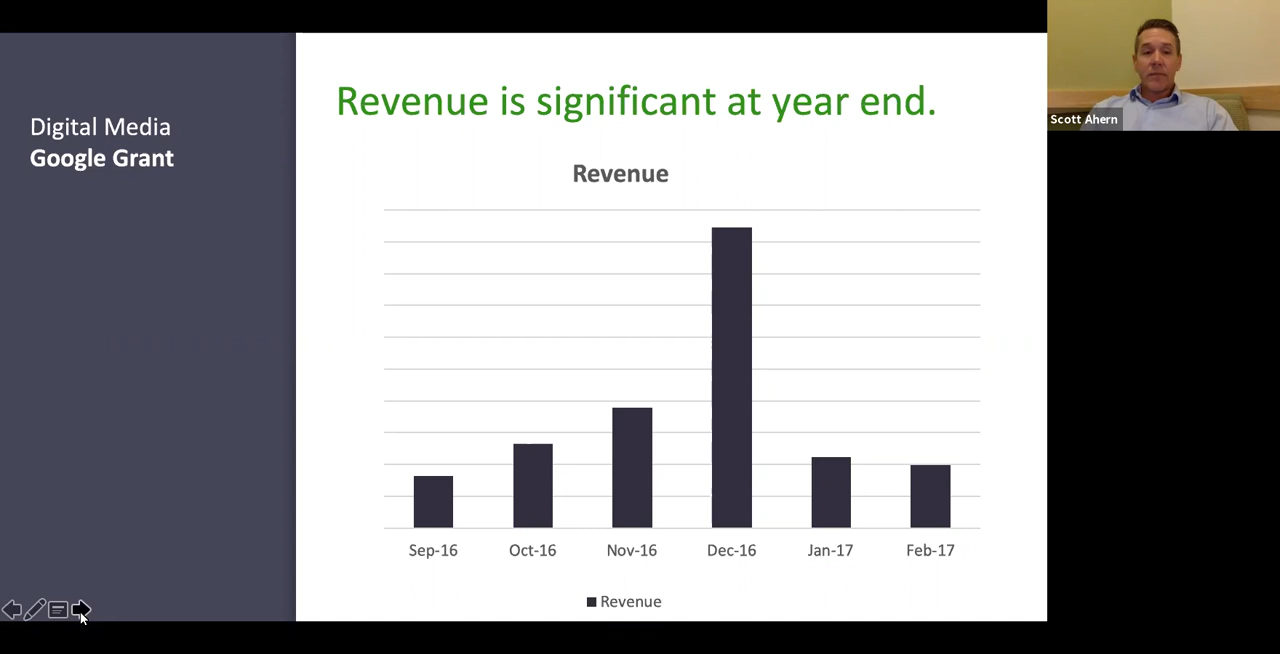 Digital Media
Google Grant
Revenue is significant at year end.
Revenue
Sep-16 Oct-16 Nov-16 Dec-16 Jan-17 Feb-17
Revenue
Scott Ahern